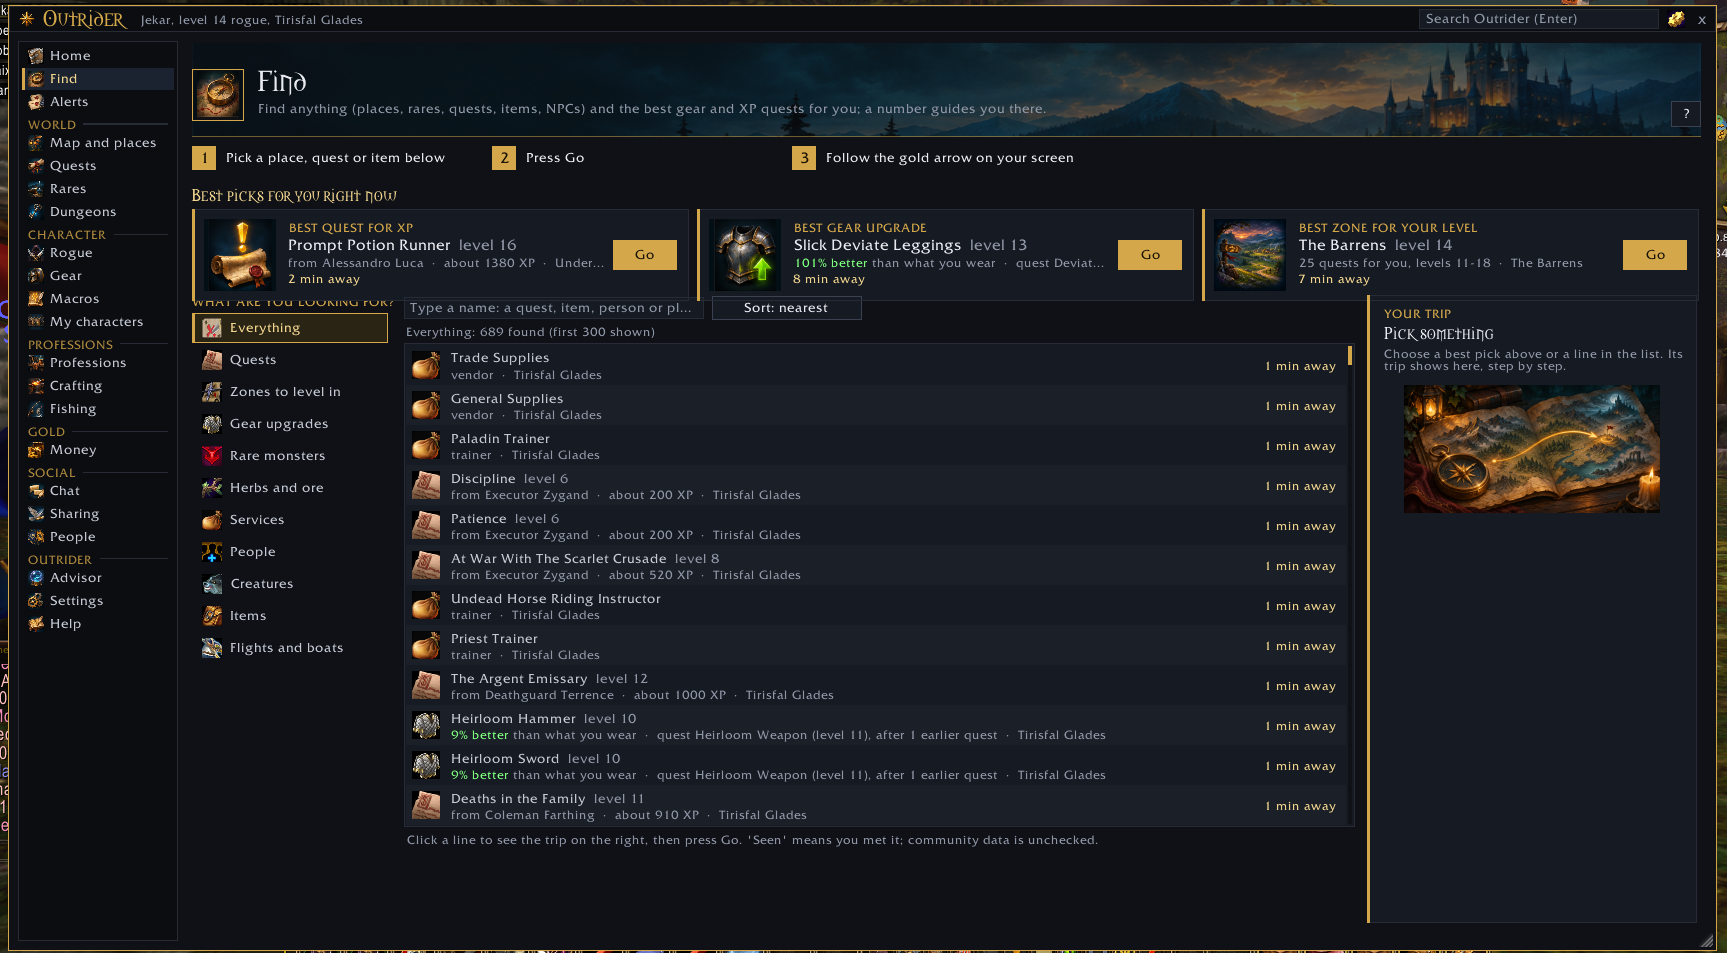 Outrider
Jekar, level 14 rogue, Tirisfal Glades
Search Outrider (Enter)
x
Home
Find
Alerts
WORLD
Map and places
Quests
Rares
Dungeons
CHARACTER
Rogue
Gear
Macros
My characters
PROFESSIONS
Professions
Crafting
Fishing
GOLD
Money
SOCIAL
Chat
Sharing
People
OUTRIDER
Advisor
Settings
Help
Find
Find anything (places, rares, quests, items, NPCs) and the best gear and XP quests for you; a number guides you there.
?
1 Pick a place, quest or item below
2 Press Go
3 Follow the gold arrow on your screen
Best picks for you right now
BEST QUEST FOR XP
Prompt Potion Runner level 16
from Alessandro Luca · about 1380 XP · Under...
2 min away
Go
BEST GEAR UPGRADE
Slick Deviate Leggings level 13
101% better than what you wear · quest Deviat...
8 min away
Go
BEST ZONE FOR YOUR LEVEL
The Barrens level 14
25 quests for you, levels 11-18 · The Barrens
7 min away
Go
WHAT ARE YOU LOOKING FOR?
Everything
Quests
Zones to level in
Gear upgrades
Rare monsters
Herbs and ore
Services
People
Creatures
Items
Flights and boats
Type a name: a quest, item, person or pl...
Sort: nearest
Everything: 689 found (first 300 shown)
Trade Supplies
vendor · Tirisfal Glades
1 min away
General Supplies
vendor · Tirisfal Glades
1 min away
Paladin Trainer
trainer · Tirisfal Glades
1 min away
Discipline level 6
from Executor Zygand · about 200 XP · Tirisfal Glades
1 min away
Patience level 6
from Executor Zygand · about 200 XP · Tirisfal Glades
1 min away
At War With The Scarlet Crusade level 8
from Executor Zygand · about 520 XP · Tirisfal Glades
1 min away
Undead Horse Riding Instructor
trainer · Tirisfal Glades
1 min away
Priest Trainer
trainer · Tirisfal Glades
1 min away
The Argent Emissary level 12
from Deathguard Terrence · about 1000 XP · Tirisfal Glades
1 min away
Heirloom Hammer level 10
9% better than what you wear · quest Heirloom Weapon (level 11), after 1 earlier quest · Tirisfal Glades
1 min away
Heirloom Sword level 10
9% better than what you wear · quest Heirloom Weapon (level 11), after 1 earlier quest · Tirisfal Glades
1 min away
Deaths in the Family level 11
from Coleman Farthing · about 910 XP · Tirisfal Glades
1 min away
Click a line to see the trip on the right, then press Go. 'Seen' means you met it; community data is unchecked.
YOUR TRIP
Pick something
Choose a best pick above or a line in the list. Its
trip shows here, step by step.